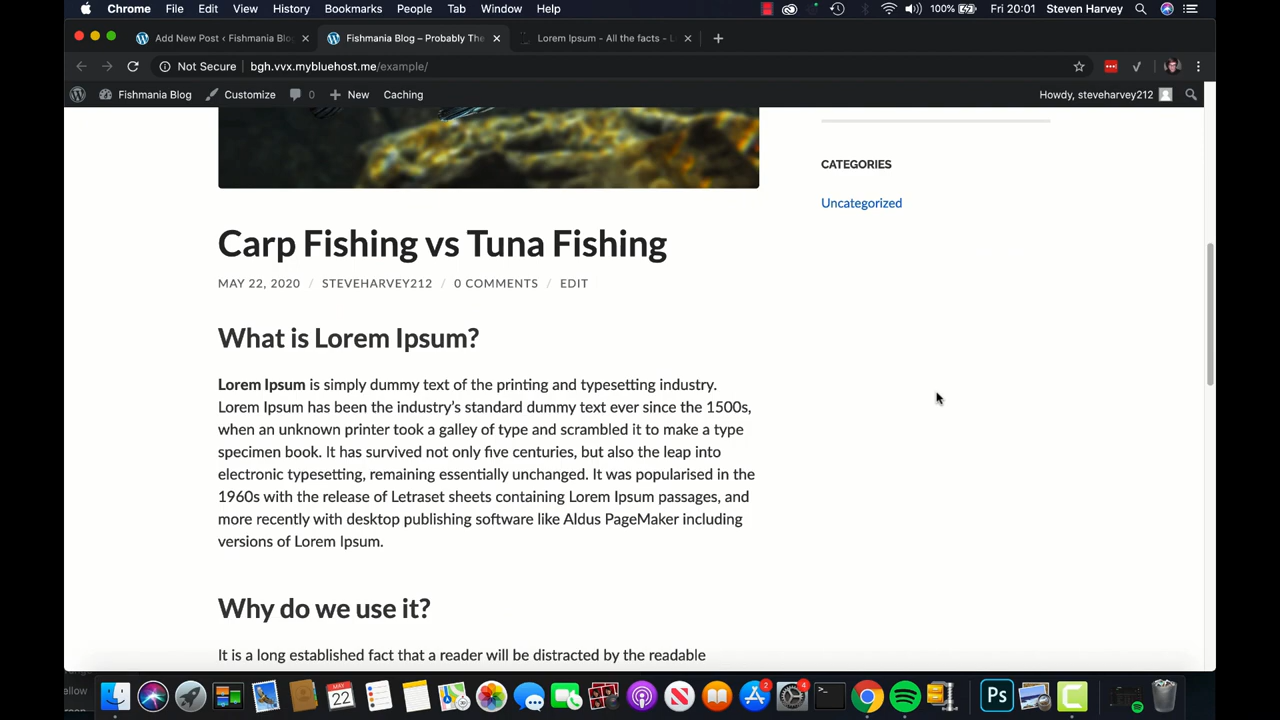 Chrome File Edit View History Bookmarks People Tab Window Help 100% Fri 20:01 Steven Harvey
Add New Post ‹ Fishmania Blo Fishmania Blog – Probably The Lorem Ipsum - All the facts - L
Not Secure bgh.vvx.mybluehost.me/example/
Fishmania Blog Customize 0 New Caching Howdy, steveharvey212
CATEGORIES
Uncategorized
Carp Fishing vs Tuna Fishing
MAY 22, 2020 / STEVEHARVEY212 / 0 COMMENTS / EDIT
What is Lorem Ipsum?
Lorem Ipsum is simply dummy text of the printing and typesetting industry.
Lorem Ipsum has been the industry’s standard dummy text ever since the 1500s,
when an unknown printer took a galley of type and scrambled it to make a type
specimen book. It has survived not only five centuries, but also the leap into
electronic typesetting, remaining essentially unchanged. It was popularised in the
1960s with the release of Letraset sheets containing Lorem Ipsum passages, and
more recently with desktop publishing software like Aldus PageMaker including
versions of Lorem Ipsum.
Why do we use it?
It is a long established fact that a reader will be distracted by the readable
ellow
MAY
22
2
4
Ps